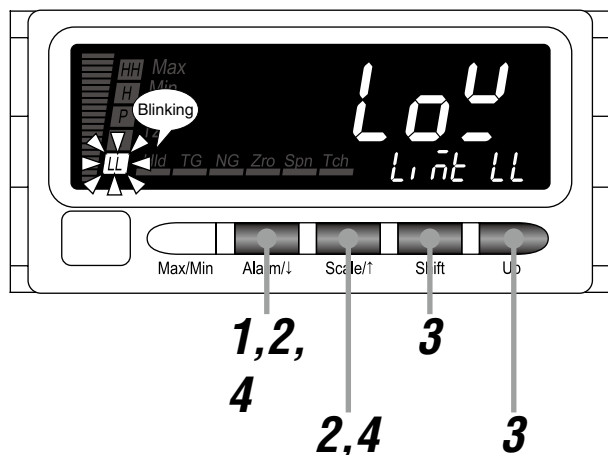 HH Max
H Min
P
Blinking
LoW
LL Hld TG NG Zro Spn Tch
Limt LL
Max/Min Alarm/↓ Scale/↑ Shift Up
1,2,
4
2,4
3
3